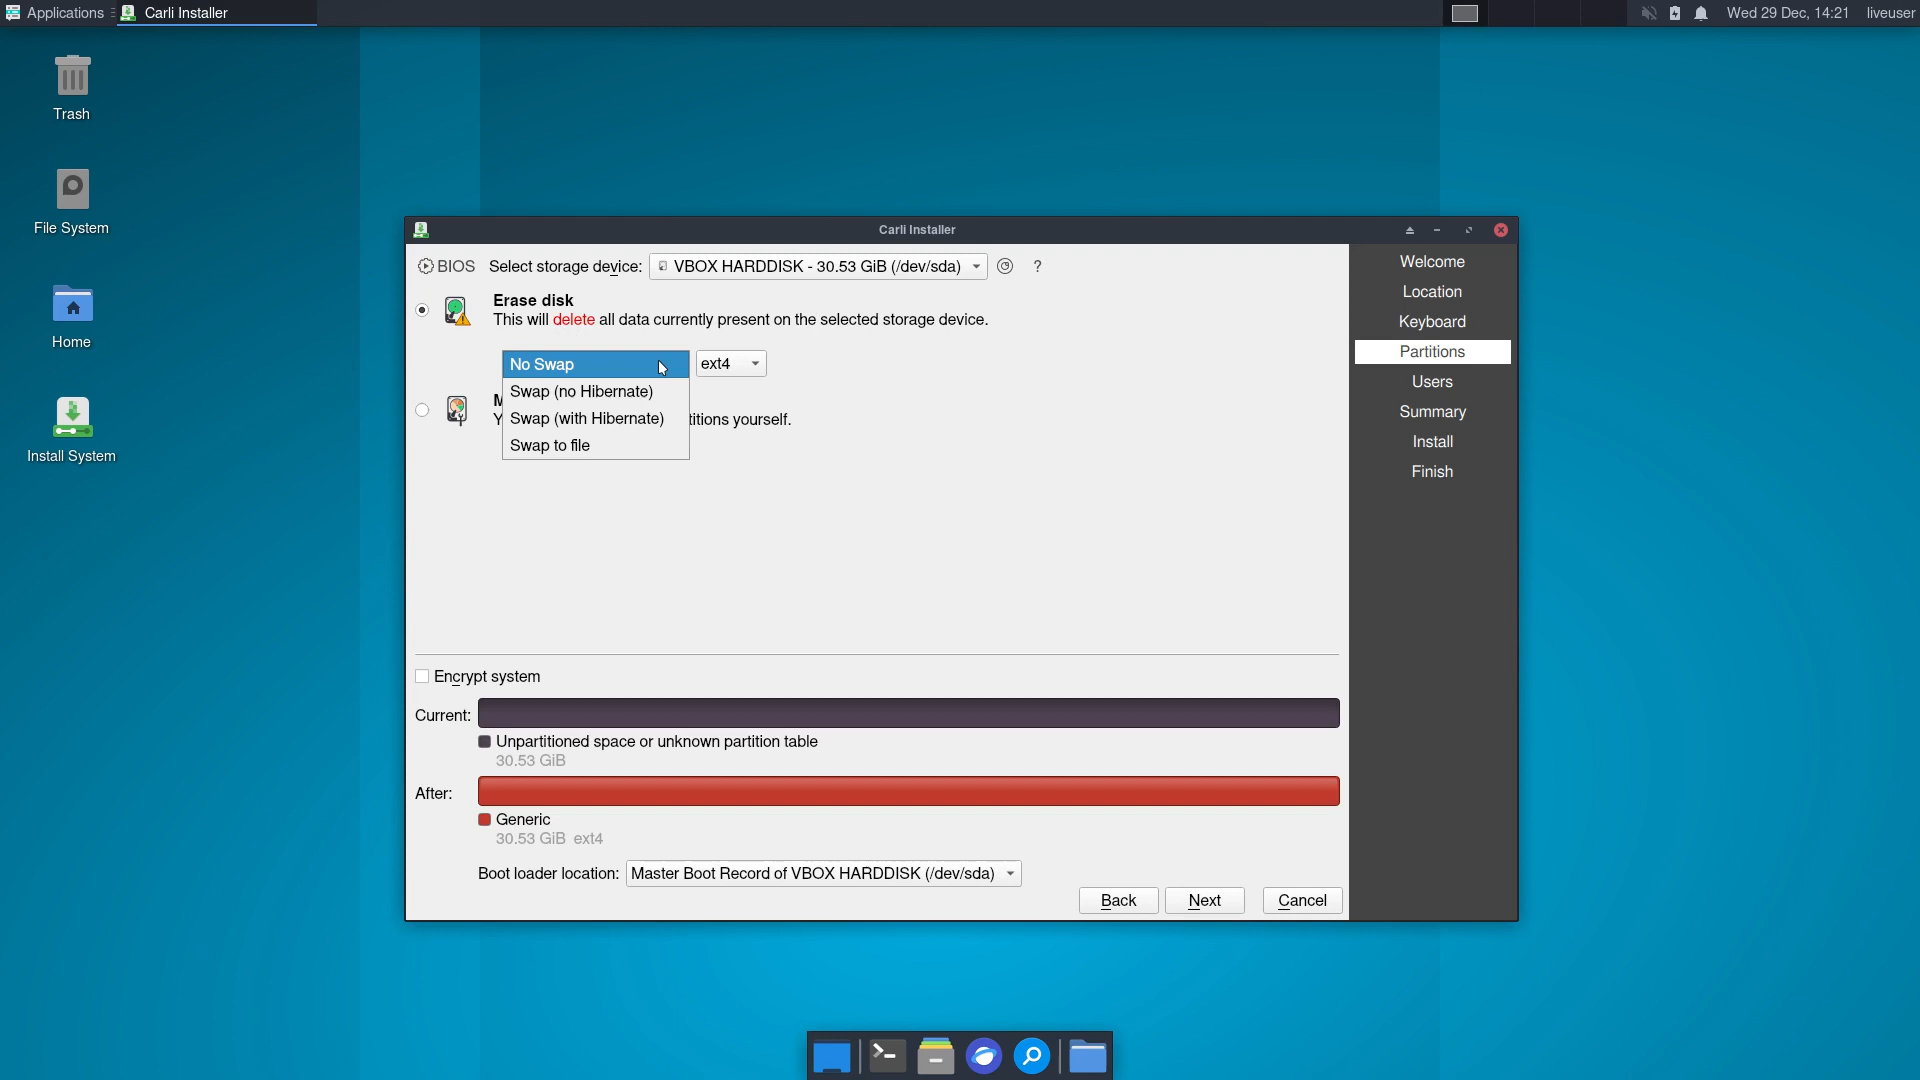 Applications
Carli Installer
Wed 29 Dec, 14:21
liveuser
Trash
File System
Home
Install System
Carli Installer
BIOS
Select storage device:
VBOX HARDDISK - 30.53 GiB (/dev/sda)
?
Erase disk
This will delete all data currently present on the selected storage device.
No Swap
ext4
Swap (no Hibernate)
Swap (with Hibernate)
Swap to file
M
Y
titions yourself.
Welcome
Location
Keyboard
Partitions
Users
Summary
Install
Finish
Encrypt system
Current:
Unpartitioned space or unknown partition table
30.53 GiB
After:
Generic
30.53 GiB ext4
Boot loader location:
Master Boot Record of VBOX HARDDISK (/dev/sda)
Back
Next
Cancel